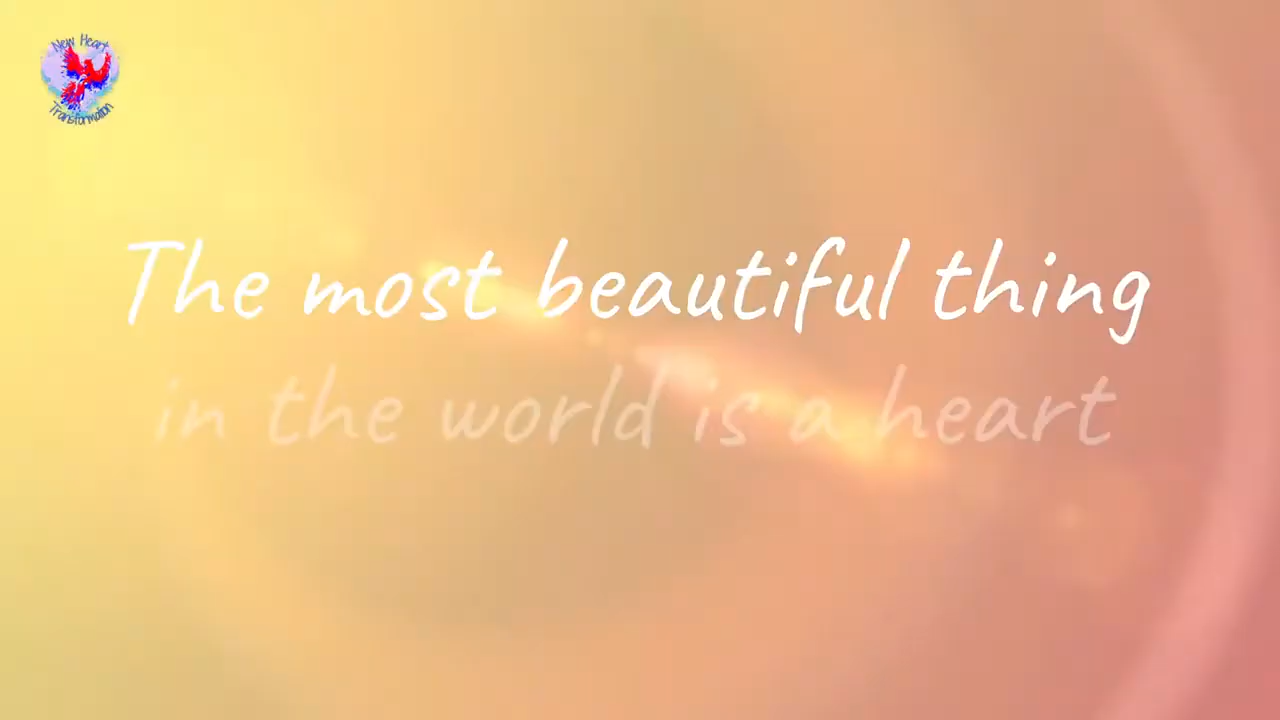 New Heart
Transformation
The most beautiful thing
in the world is a heart